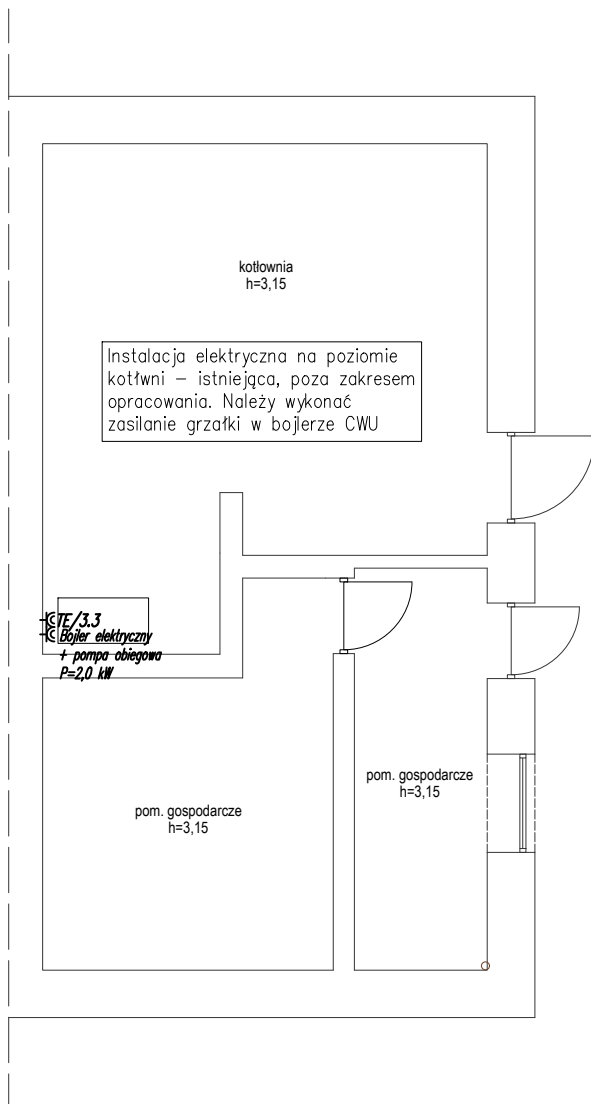 kotłownia
h=3,15
Instalacja elektryczna na poziomie
kotłwni – istniejąca, poza zakresem
opracowania. Należy wykonać
zasilanie grzałki w bojlerze CWU
TE/3.3
Bojler elektryczny
+ pompa obiegowa
P=2,0 kW
pom. gospodarcze
h=3,15
pom. gospodarcze
h=3,15